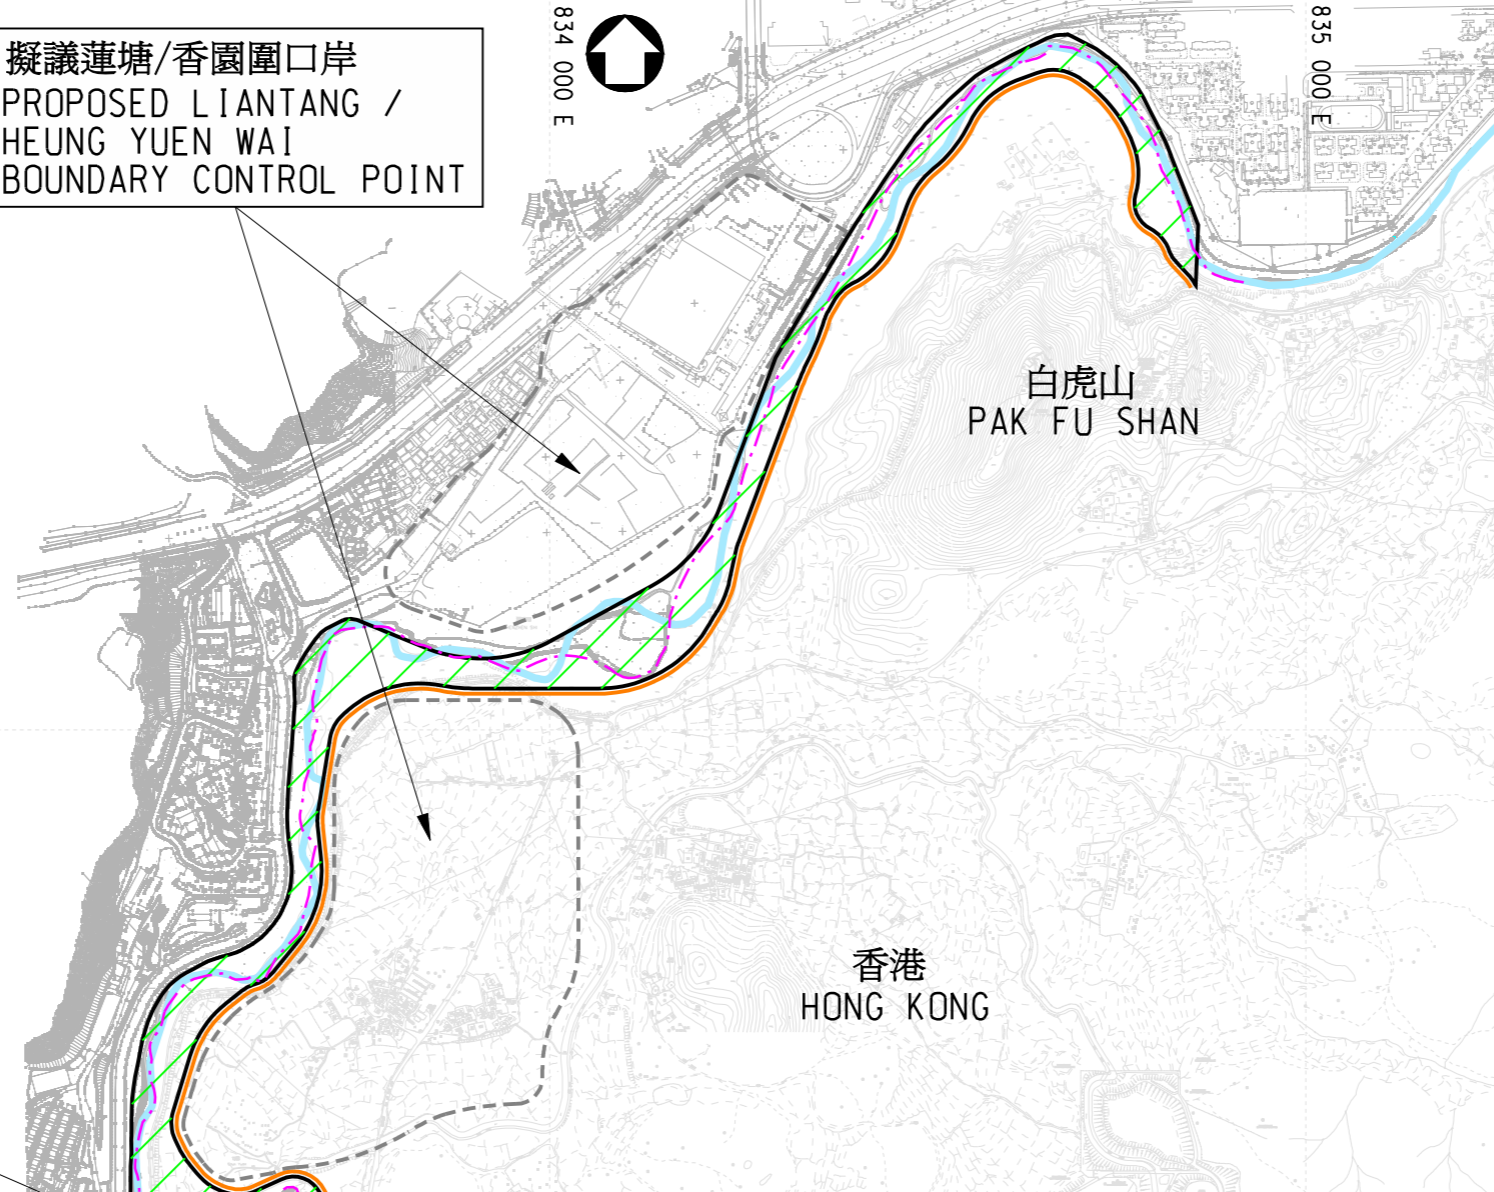 擬議蓮塘/香園圍口岸
PROPOSED LIANTANG /
HEUNG YUEN WAI
BOUNDARY CONTROL POINT
834 000 E
835 000 E
白虎山
PAK FU SHAN
香港
HONG KONG